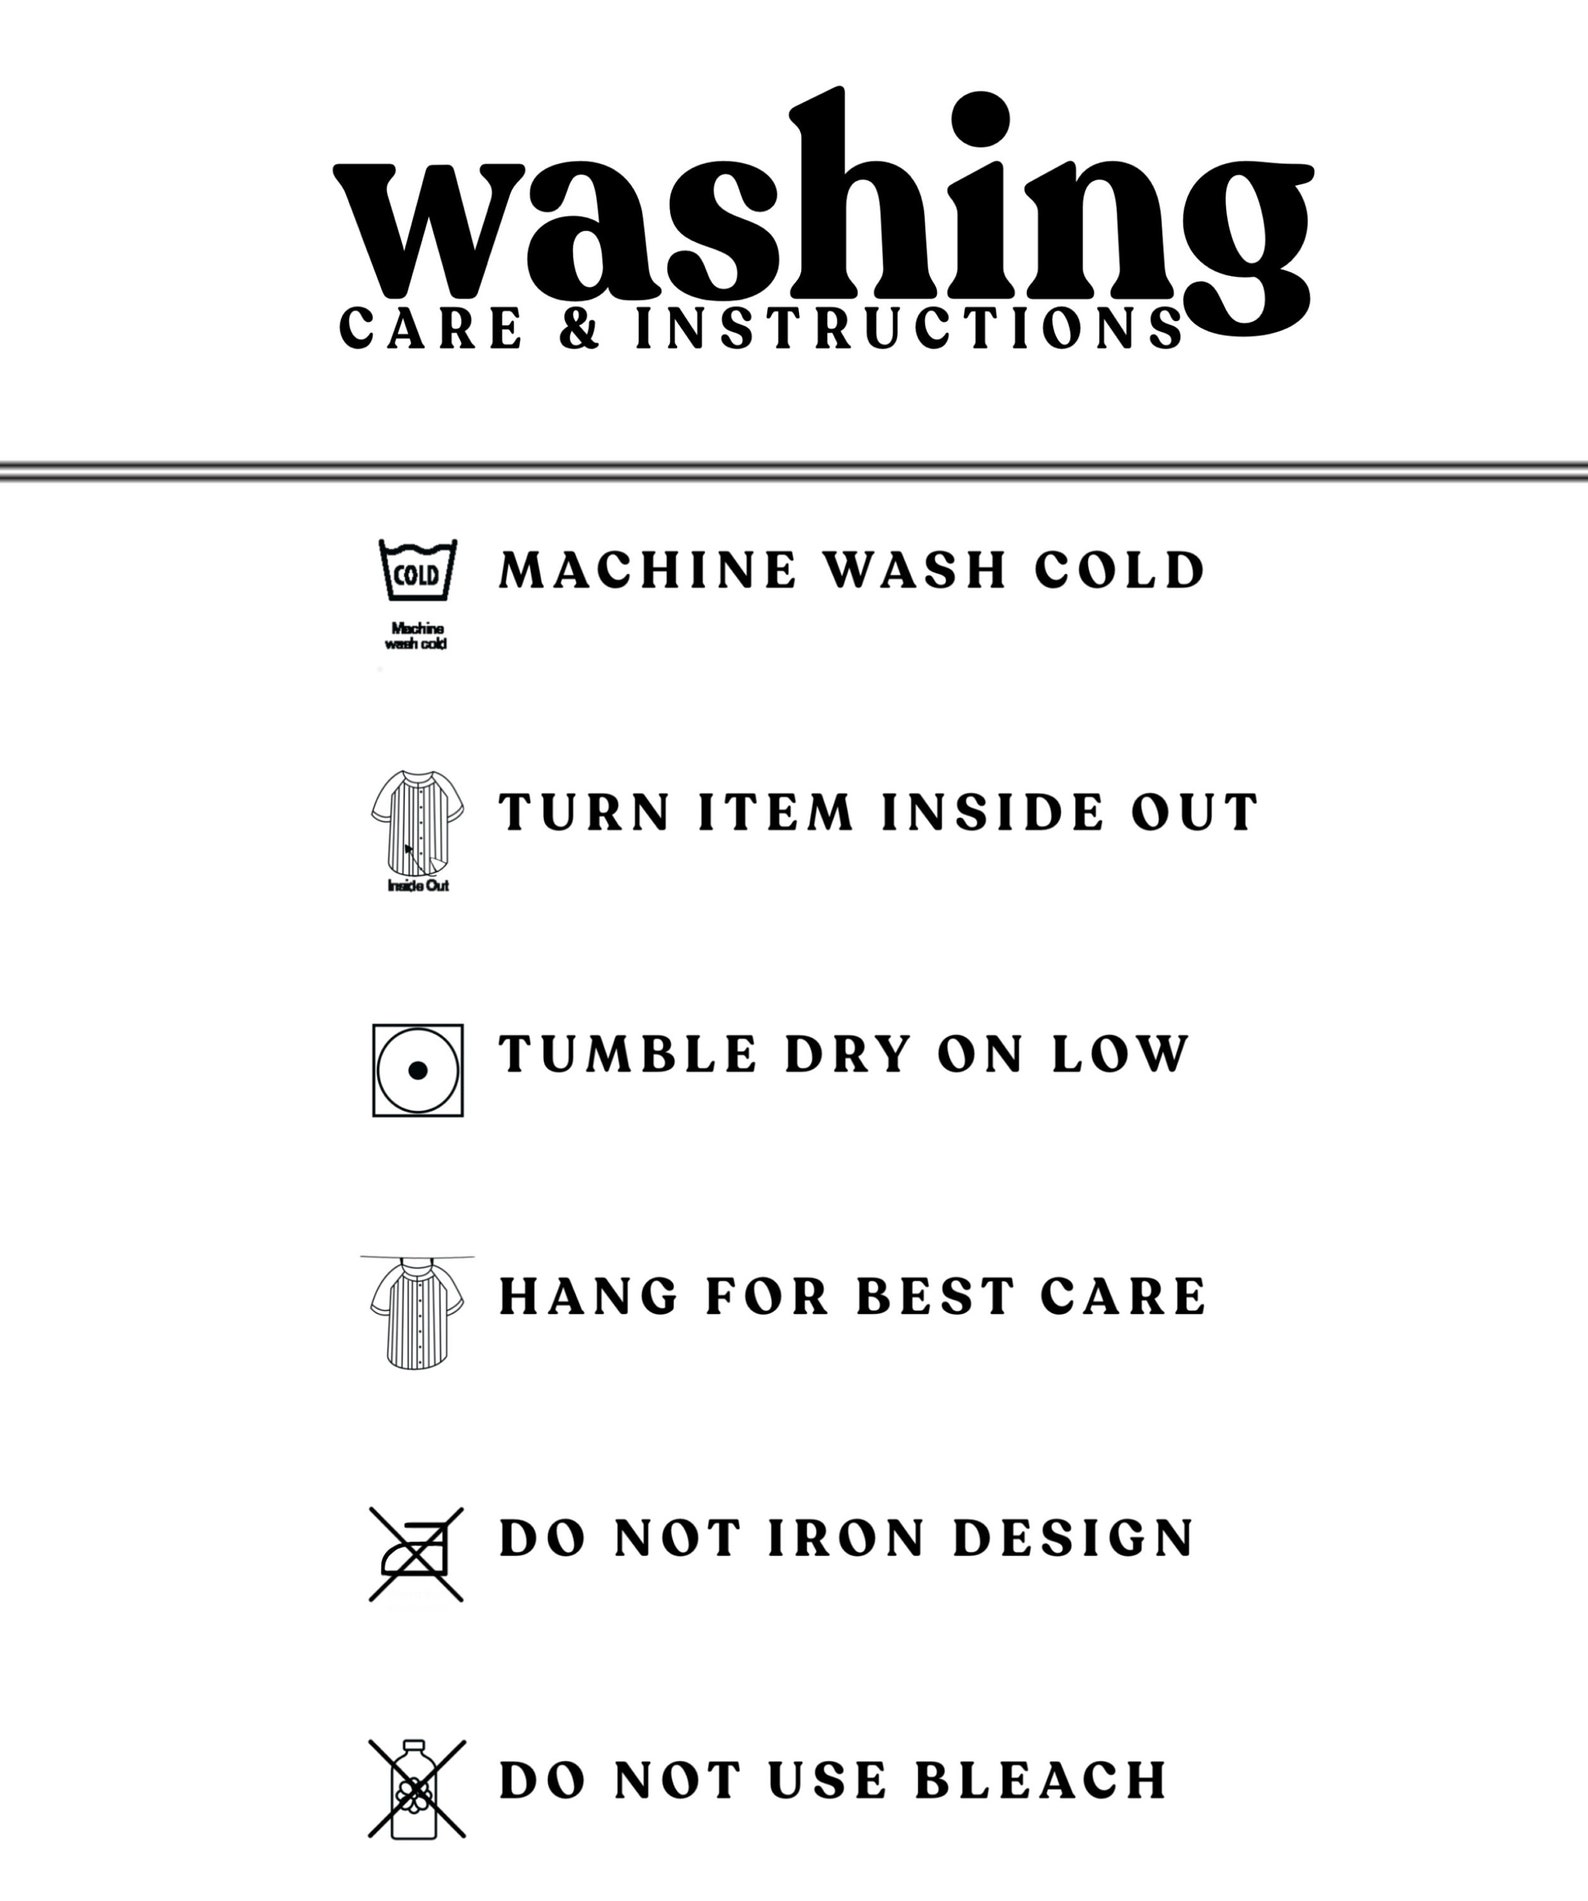 washing
CARE & INSTRUCTIONS
COLD
MACHINE WASH COLD
Machine
wash cold
TURN ITEM INSIDE OUT
Inside Out
TUMBLE DRY ON LOW
HANG FOR BEST CARE
DO NOT IRON DESIGN
DO NOT USE BLEACH